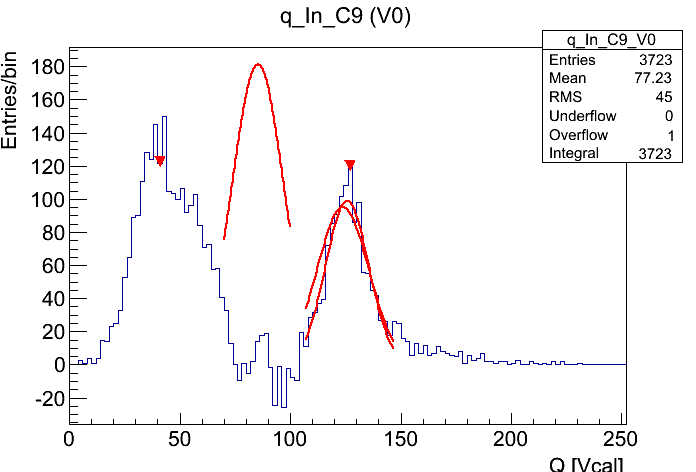 q_In_C9 (V0)
q_In_C9_V0
Entries 3723
Mean 77.23
RMS 45
Underflow 0
Overflow 1
Integral 3723
Entries/bin
180
160
140
120
100
80
60
40
20
0
-20
0 50 100 150 200 250
Q [Vcal]